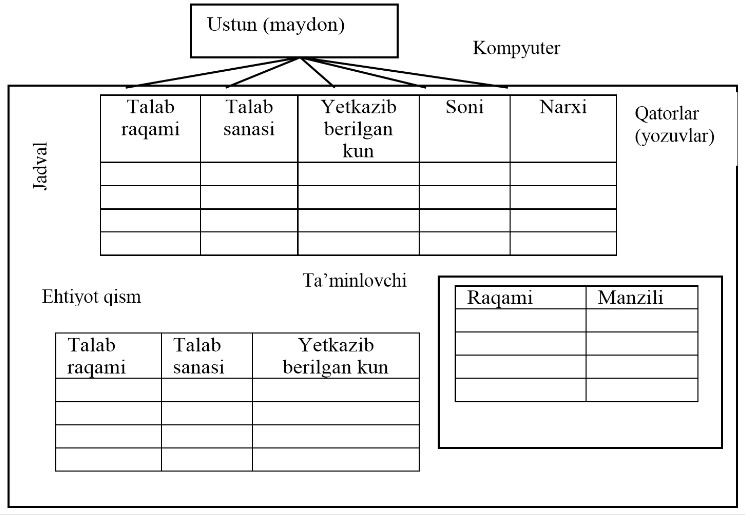 Ustun (maydon)
Kompyuter
Talab
raqami
Talab
sanasi
Yetkazib
berilgan
kun
Soni
Narxi
Qatorlar
(yozuvlar)
Jadval
Ta’minlovchi
Ehtiyot qism
Raqami
Manzili
Talab
raqami
Talab
sanasi
Yetkazib
berilgan kun